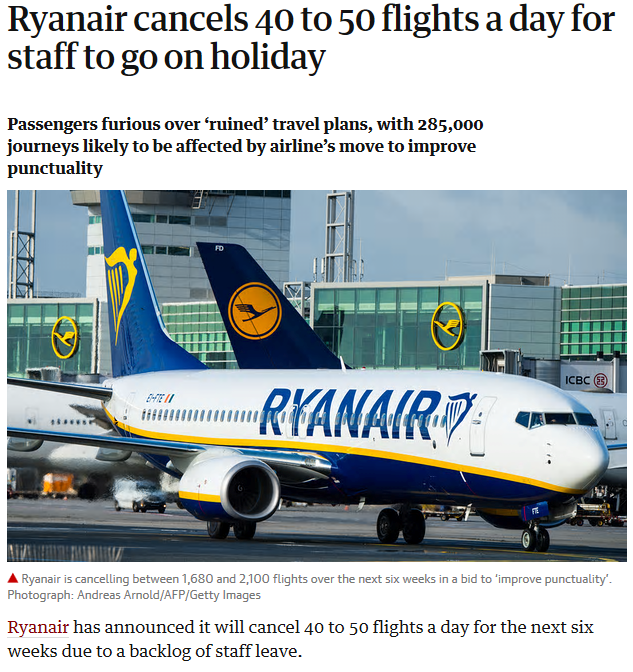 Ryanair cancels 40 to 50 flights a day for
staff to go on holiday
Passengers furious over ‘ruined’ travel plans, with 285,000
journeys likely to be affected by airline’s move to improve
punctuality
FD
ICBC
EI-FTE
RYANAIR
FTE
▲ Ryanair is cancelling between 1,680 and 2,100 flights over the next six weeks in a bid to ‘improve punctuality’.
Photograph: Andreas Arnold/AFP/Getty Images
Ryanair has announced it will cancel 40 to 50 flights a day for the next six
weeks due to a backlog of staff leave.